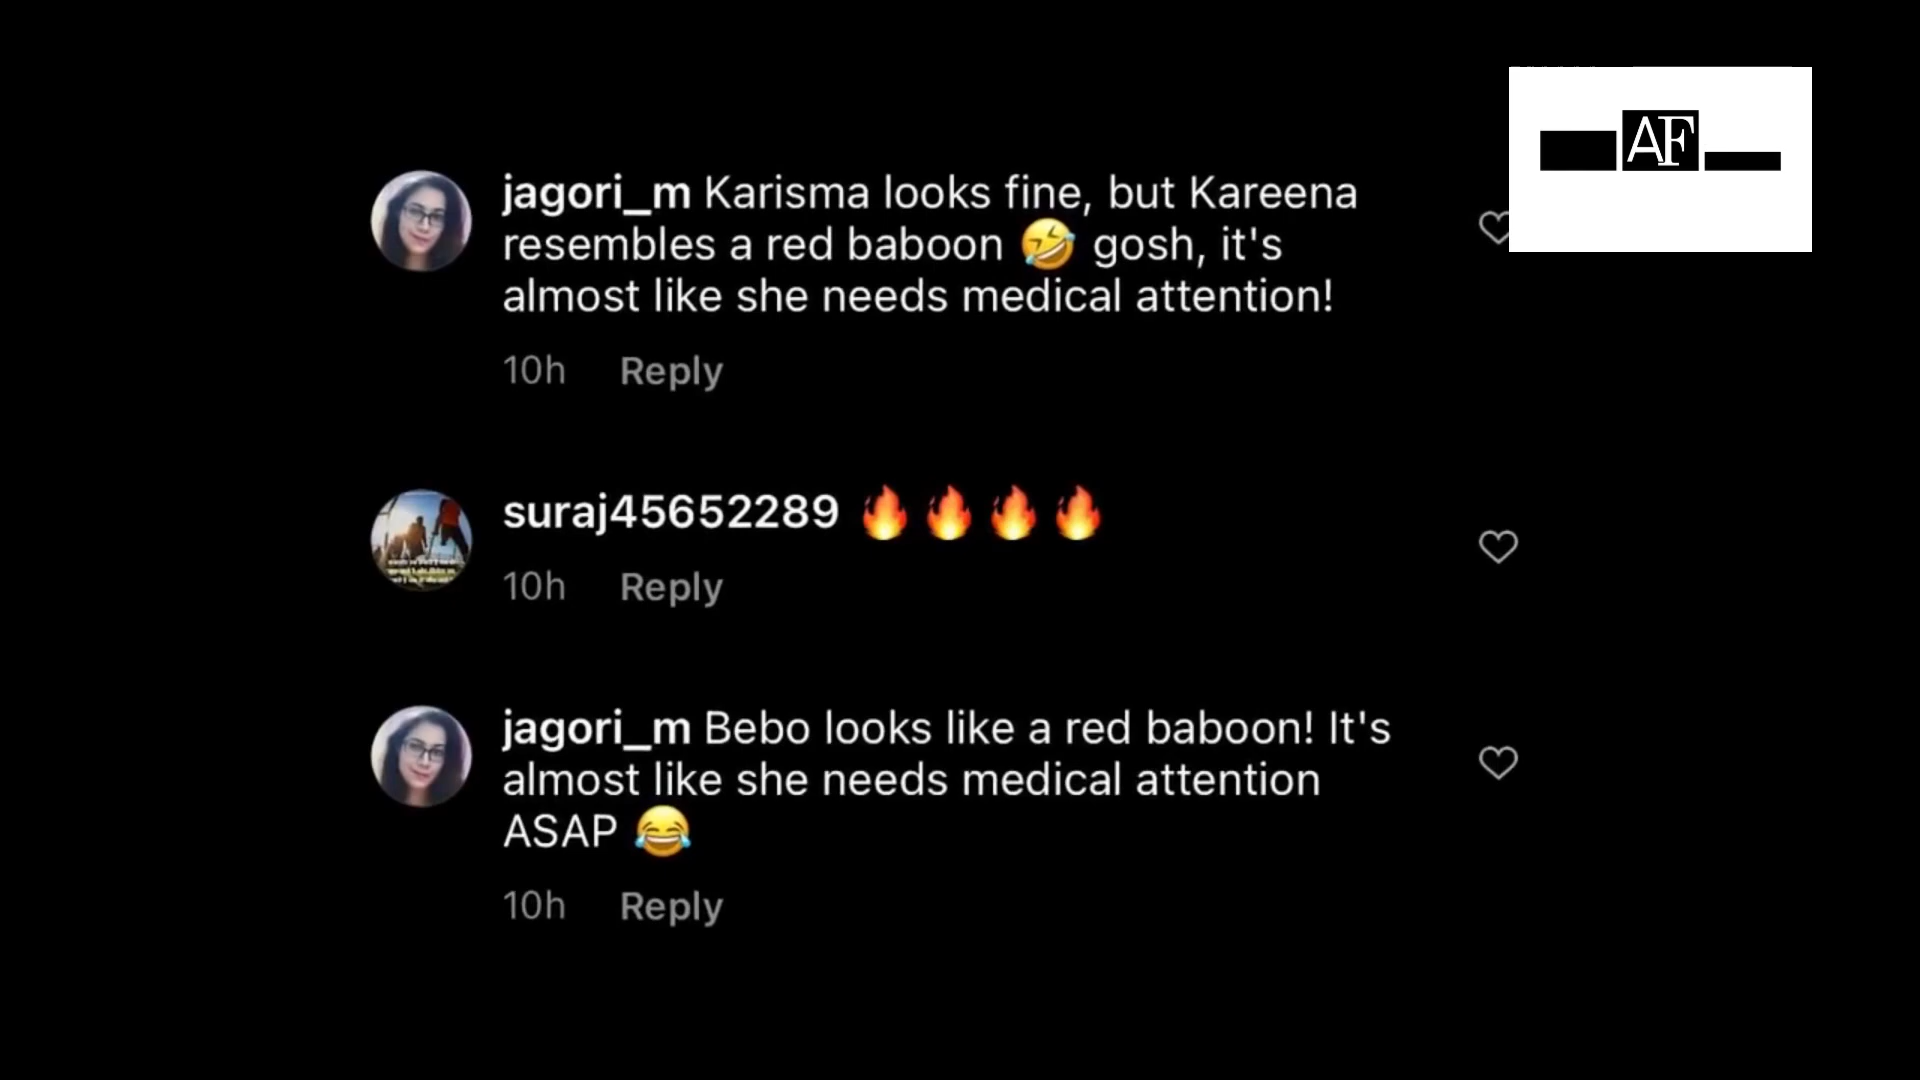 AF
jagori_m Karisma looks fine, but Kareena
resembles a red baboon 🤣 gosh, it's
almost like she needs medical attention!
10h Reply
suraj45652289 🔥🔥🔥🔥
10h Reply
jagori_m Bebo looks like a red baboon! It's
almost like she needs medical attention
ASAP 😂
10h Reply